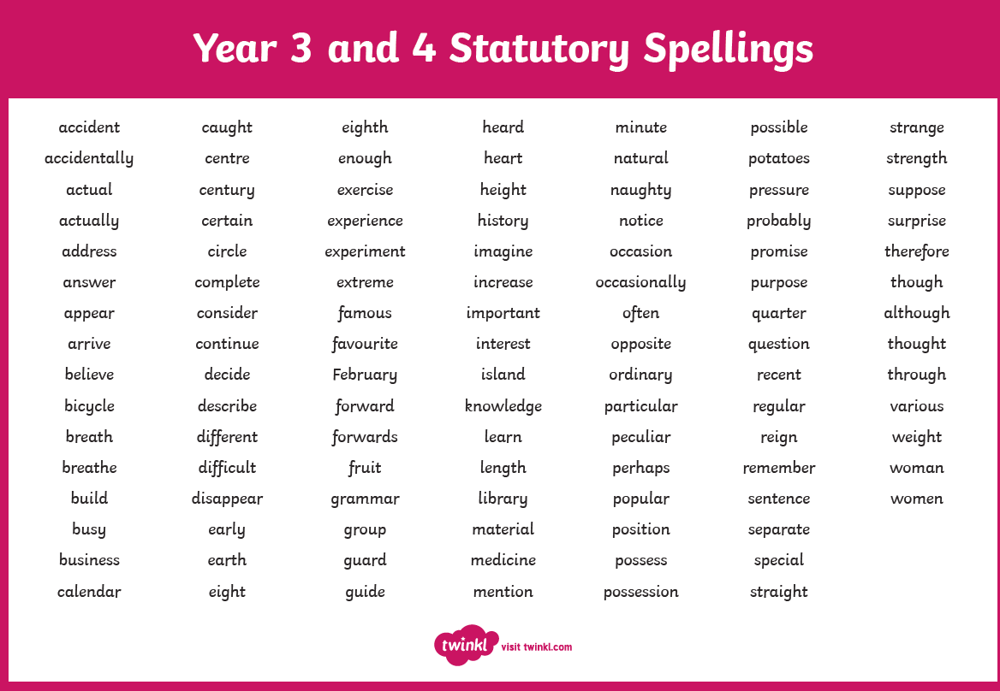 Year 3 and 4 Statutory Spellings
accident caught eighth heard minute possible strange
accidentally centre enough heart natural potatoes strength
actual century exercise height naughty pressure suppose
actually certain experience history notice probably surprise
address circle experiment imagine occasion promise therefore
answer complete extreme increase occasionally purpose though
appear consider famous important often quarter although
arrive continue favourite interest opposite question thought
believe decide February island ordinary recent through
bicycle describe forward knowledge particular regular various
breath different forwards learn peculiar reign weight
breathe difficult fruit length perhaps remember woman
build disappear grammar library popular sentence women
busy early group material position separate
business earth guard medicine possess special
calendar eight guide mention possession straight
twinkl visit twinkl.com